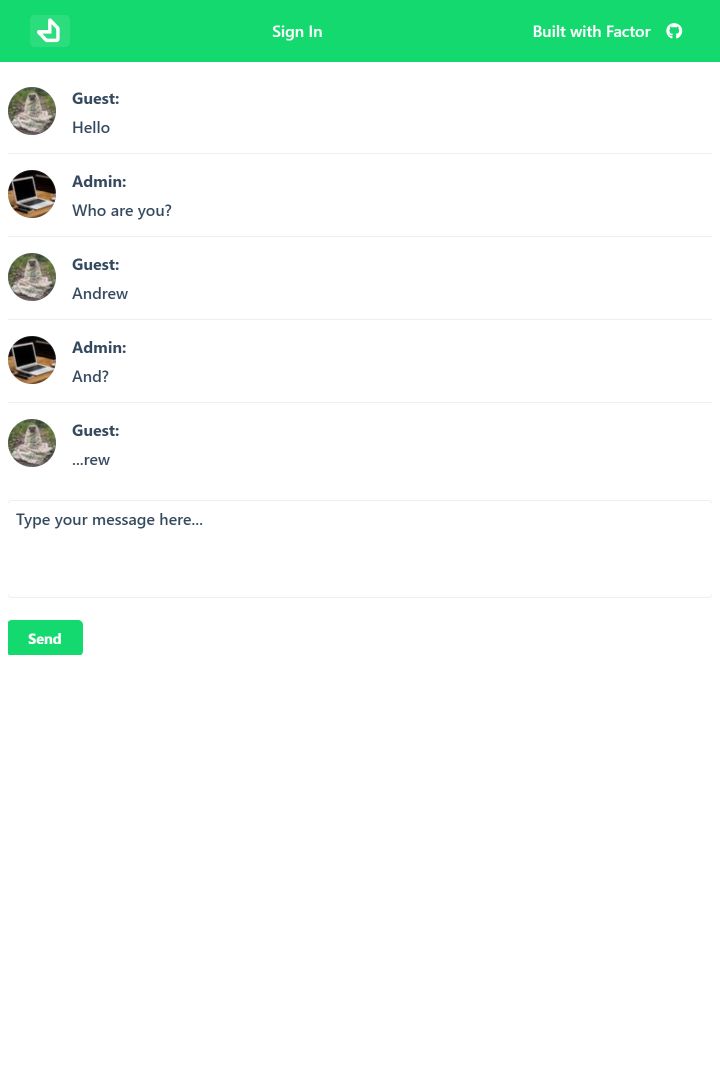 Sign In
Built with Factor
Guest:
Hello
Admin:
Who are you?
Guest:
Andrew
Admin:
And?
Guest:
...rew
Type your message here...
Send